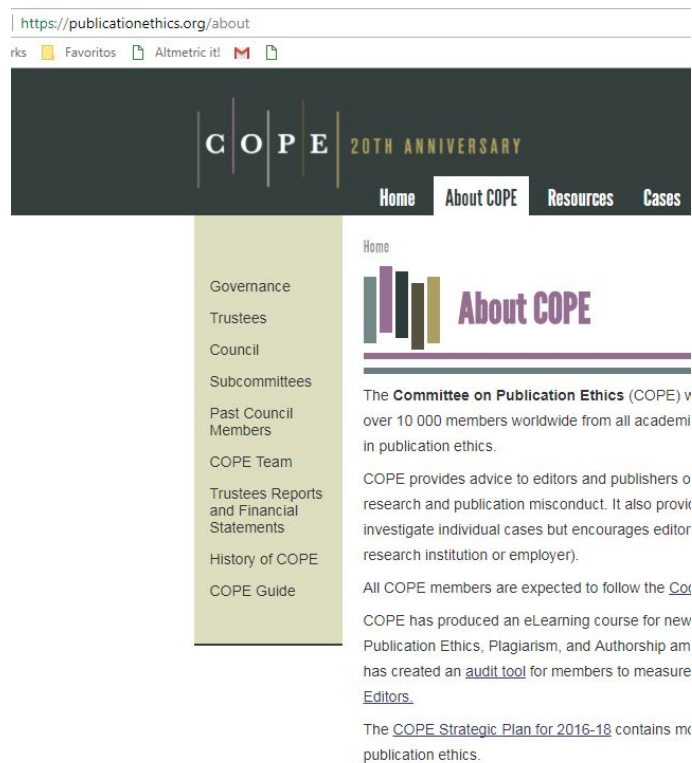 https://publicationethics.org/about
rks Favoritos Altmetric it!
COPE 20TH ANNIVERSARY
Home About COPE Resources Cases
Governance
Trustees
Council
Subcommittees
Past Council
Members
COPE Team
Trustees Reports
and Financial
Statements
History of COPE
COPE Guide
Home
About COPE
The Committee on Publication Ethics (COPE) w
over 10 000 members worldwide from all academi
in publication ethics.
COPE provides advice to editors and publishers o
research and publication misconduct. It also provid
investigate individual cases but encourages editor
research institution or employer).
All COPE members are expected to follow the Cod
COPE has produced an eLearning course for new
Publication Ethics, Plagiarism, and Authorship am
has created an audit tool for members to measure
Editors.
The COPE Strategic Plan for 2016-18 contains mo
publication ethics.